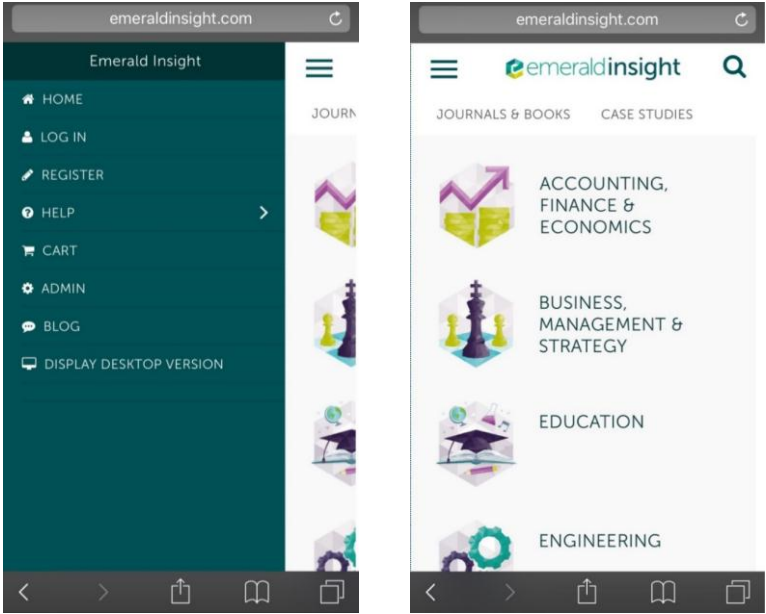 emeraldinsight.com
Emerald Insight
HOME
LOG IN
REGISTER
HELP
CART
ADMIN
BLOG
DISPLAY DESKTOP VERSION
JOURN
emeraldinsight.com
emeraldinsight
JOURNALS & BOOKS CASE STUDIES
ACCOUNTING,
FINANCE &
ECONOMICS
BUSINESS,
MANAGEMENT &
STRATEGY
EDUCATION
ENGINEERING